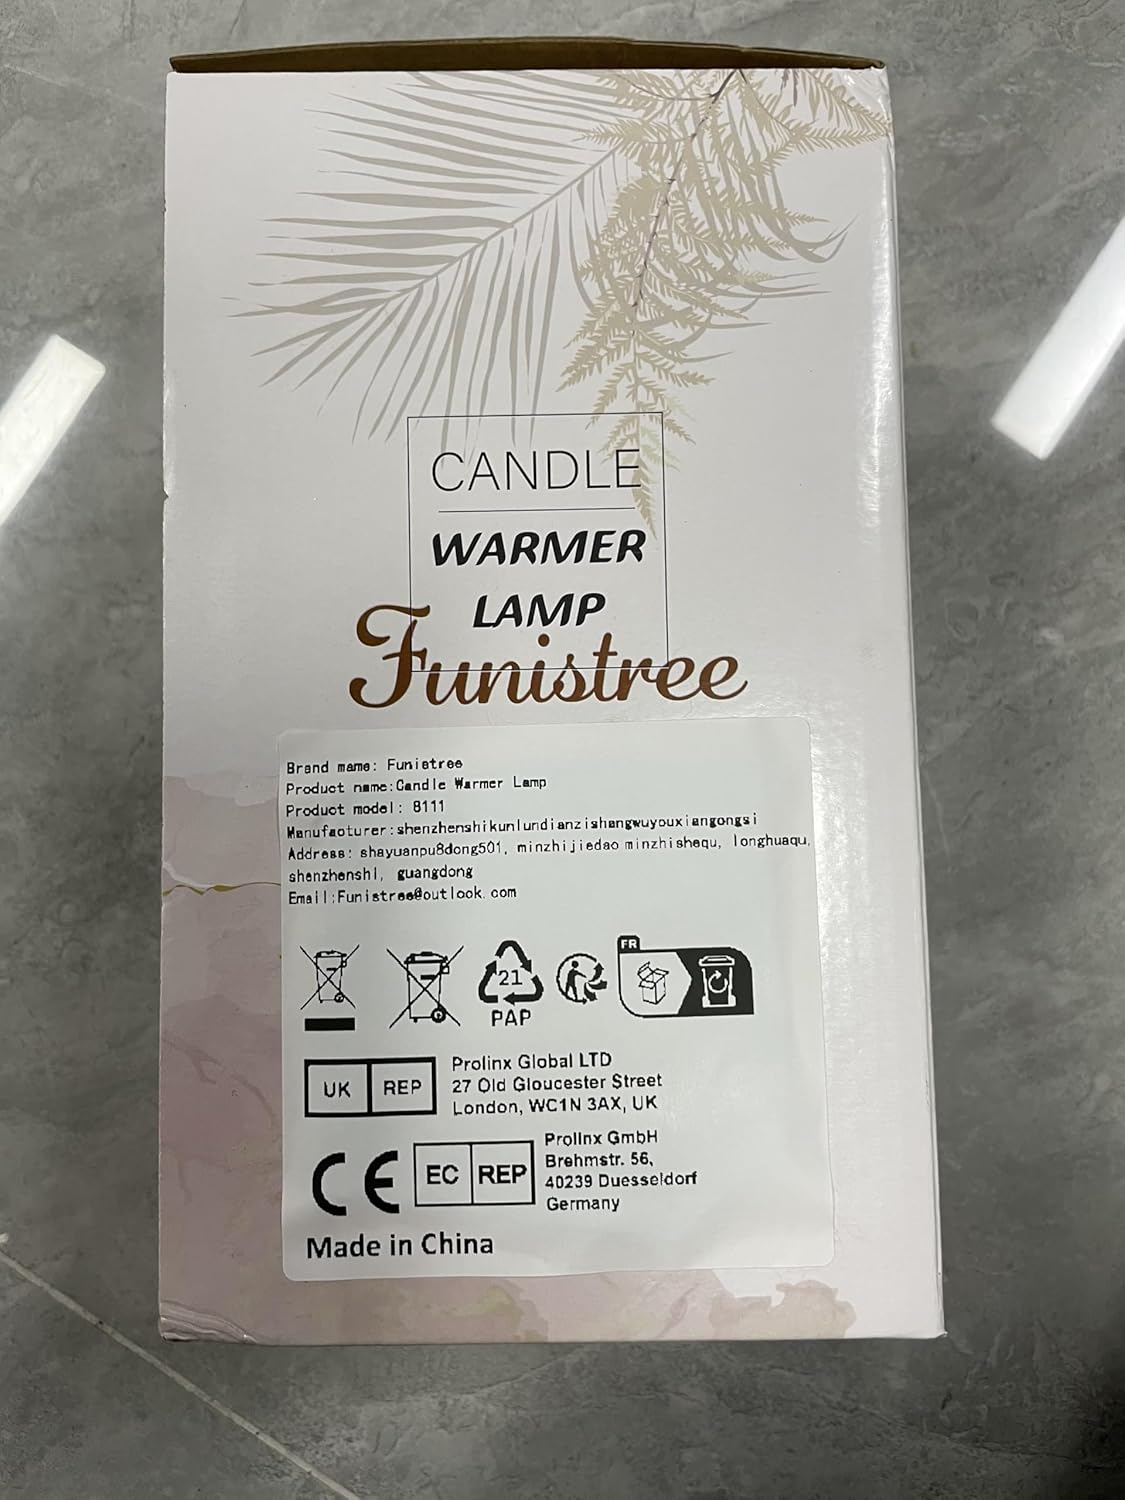 CANDLE
WARMER
LAMP
Funistree
Brand mame: Funistree
Product name:Candle Warmer Lamp
Product model: 8111
Manufacturer:shenzhenshikunlundianzishangwuyouxiangongsi
Address: shayuanpu8dong501, minzhijiedao minzhishequ, longhuaqu,
shenzhenshi, guangdong
Email:Funistree@outlook.com
21
PAP
FR
UK REP
Prolinx Global LTD
27 Old Gloucester Street
London, WC1N 3AX, UK
CE
EC REP
Prolinx GmbH
Brehmstr. 56,
40239 Duesseldorf
Germany
Made in China